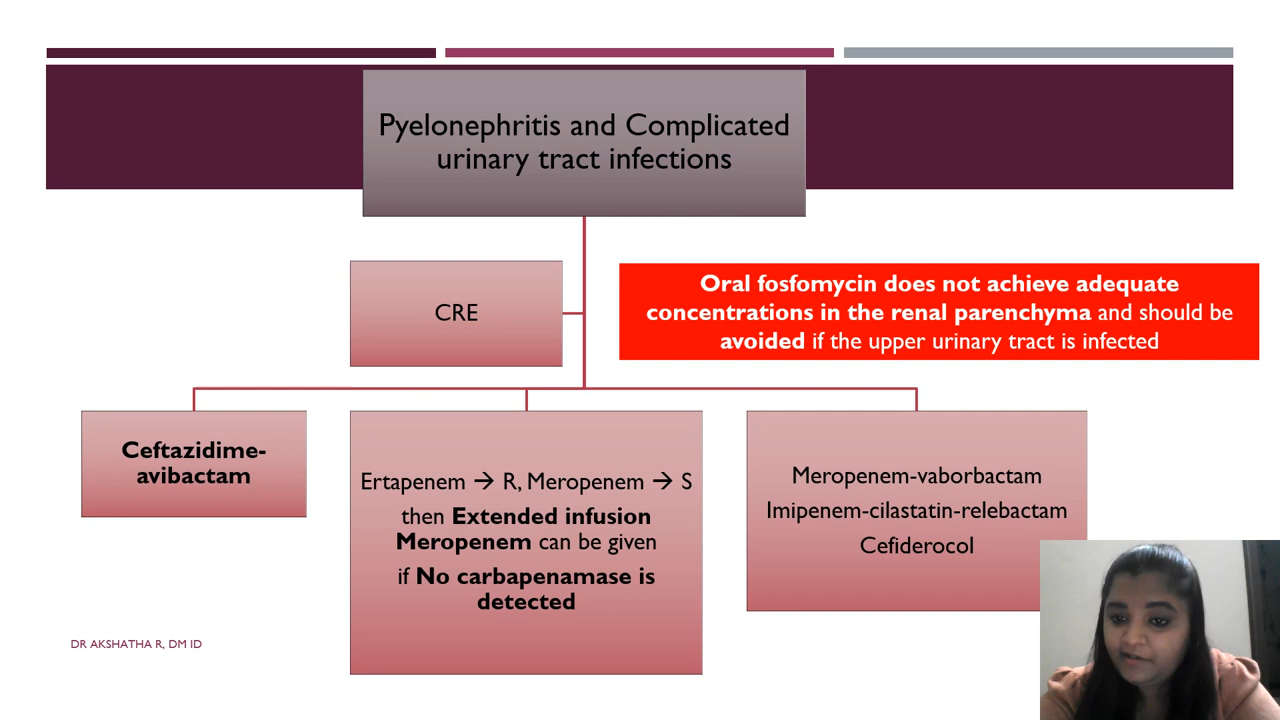 Pyelonephritis and Complicated
urinary tract infections
CRE
Oral fosfomycin does not achieve adequate
concentrations in the renal parenchyma and should be
avoided if the upper urinary tract is infected
Ceftazidime-
avibactam
Ertapenem → R, Meropenem → S
then Extended infusion
Meropenem can be given
if No carbapenamase is
detected
Meropenem-vaborbactam
Imipenem-cilastatin-relebactam
Cefiderocol
DR AKSHATHA R, DM ID